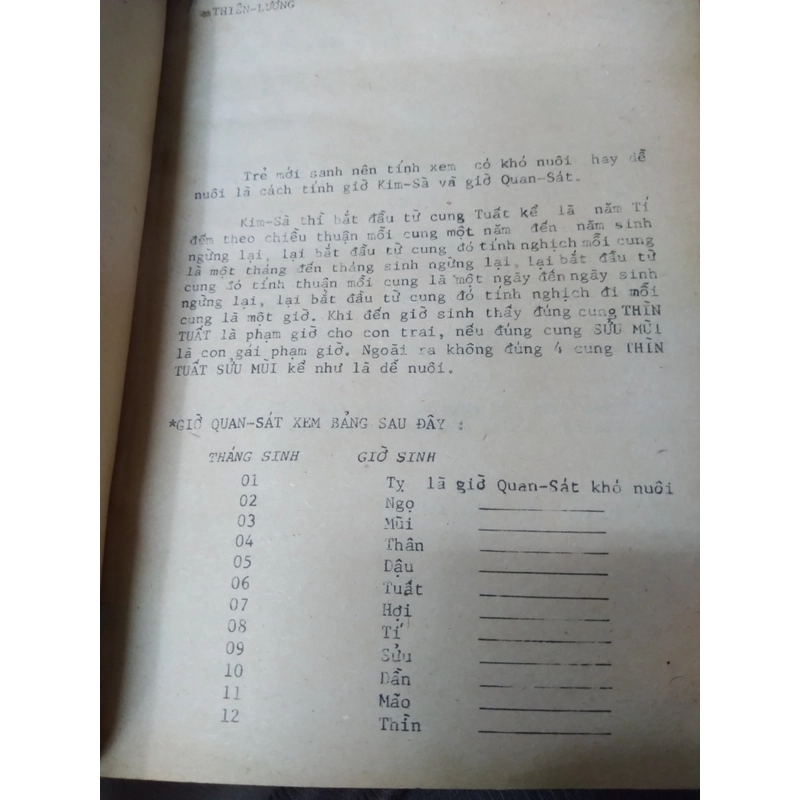 THIÊN-LƯƠNG
Trẻ mới sanh nên tính xem có khó nuôi hay dễ
nuôi là cách tính giờ Kim-Sà và giờ Quan-Sát.
Kim-Sà thì bắt đầu từ cung Tuất kể là năm Tí
đếm theo chiều thuận mỗi cung một năm đến năm sinh
ngừng lại, lại bắt đầu từ cung đó tính nghịch mỗi cung
là một tháng đến tháng sinh ngừng lại, lại bắt đầu từ
cung đó tính thuận mỗi cung là một ngày đến ngày sinh
ngừng lại, lại bắt đầu từ cung đó tính nghịch đi mỗi
cung là một giờ. Khi đến giờ sinh thấy đúng cung THÌN
TUẤT là phạm giờ cho con trai, nếu đúng cung SỬU MÙI
là con gái phạm giờ. Ngoài ra không đúng 4 cung THÌN
TUẤT SỬU MÙI kể như là dể nuôi.
*GIỜ QUAN-SÁT XEM BẢNG SAU ĐÂY :
THÁNG SINH GIỜ SINH
01 Tỵ là giờ Quan-Sát khó nuôi
02 Ngọ
03 Mùi
04 Thân
05 Dậu
06 Tuất
07 Hợi
08 Tí
09 Sửu
10 Dần
11 Mão
12 Thìn